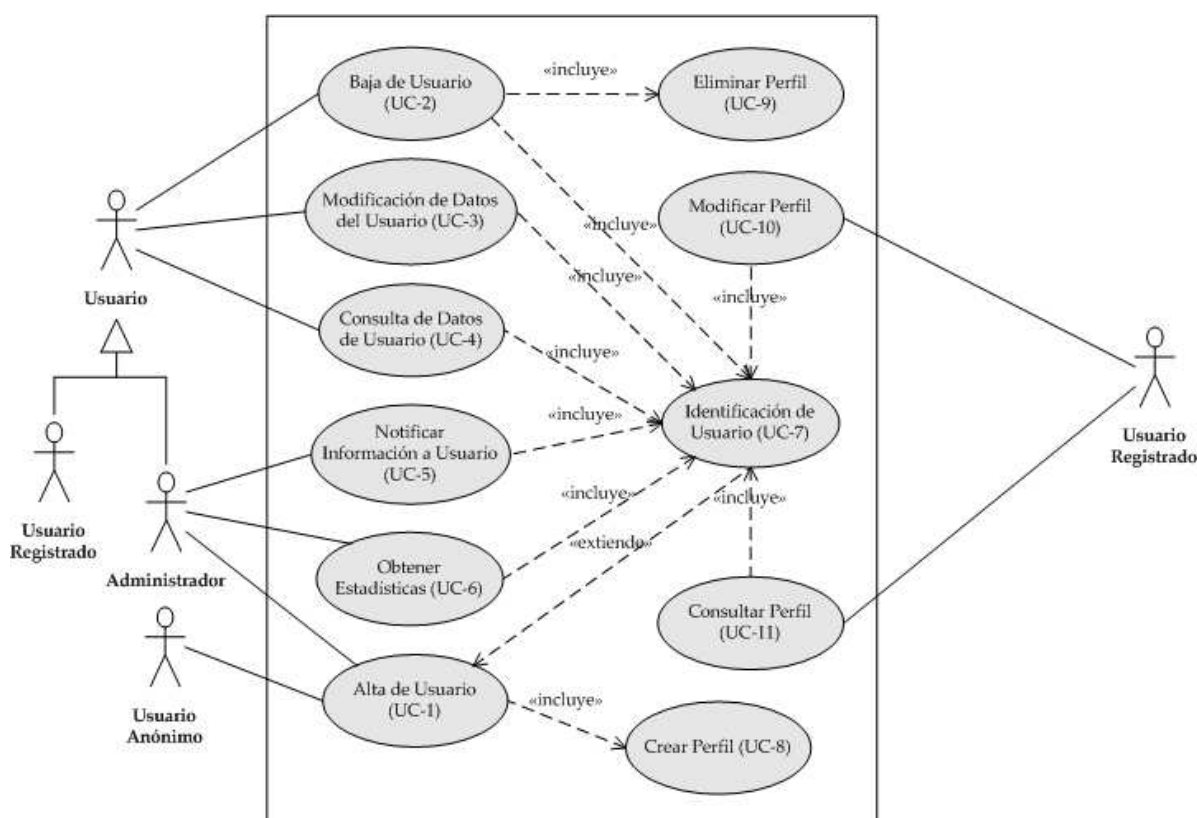 Baja de Usuario
(UC-2)
«incluye»
Eliminar Perfil
(UC-9)
Modificación de Datos
del Usuario (UC-3)
Modificar Perfil
(UC-10)
«incluye»
«incluye»
«incluye»
Usuario
Consulta de Datos
de Usuario (UC-4)
«incluye»
Identificación de
Usuario (UC-7)
«incluye»
Notificar
Información a Usuario
(UC-5)
Usuario
Registrado
Usuario
Registrado
Administrador
«incluye»
«incluye»
«extiende»
Obtener
Estadísticas (UC-6)
Consultar Perfil
(UC-11)
Alta de Usuario
(UC-1)
«incluye»
Usuario
Anónimo
Crear Perfil (UC-8)